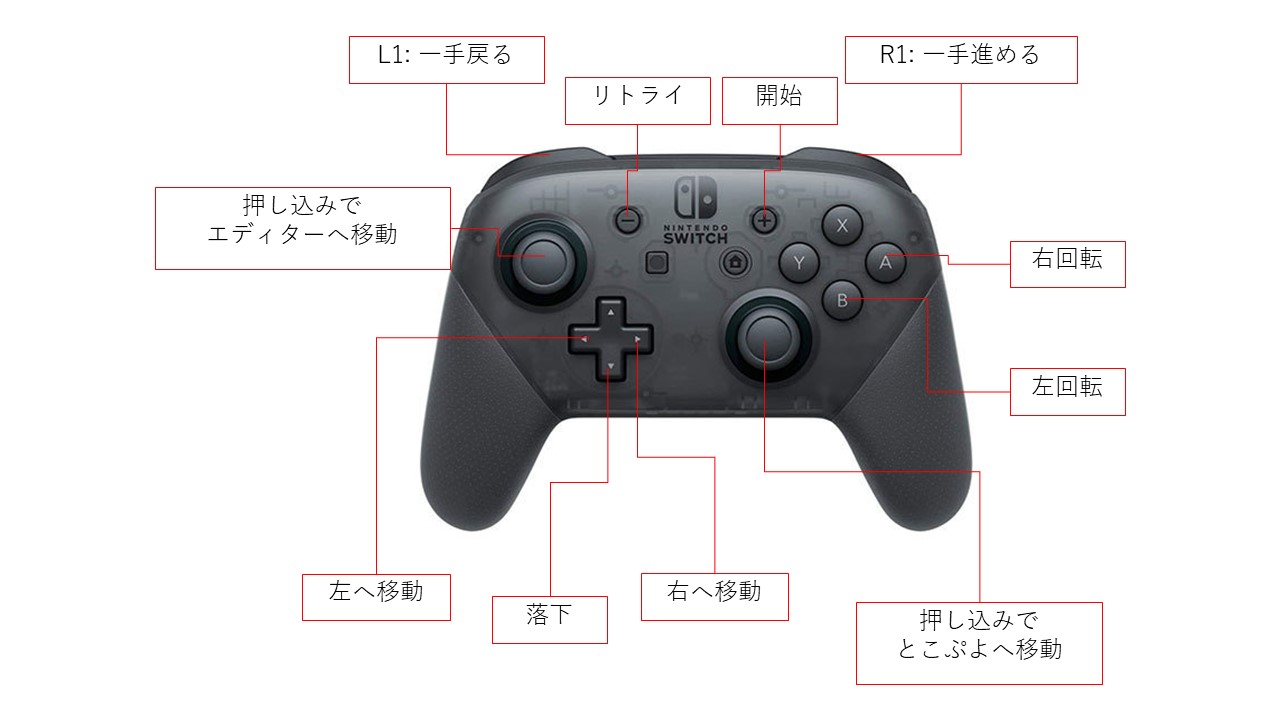 L1: 一手戻る
R1: 一手進める
リトライ
開始
押し込みで
エディターへ移動
NINTENDO
SWITCH
X
Y
A
B
右回転
左回転
左へ移動
落下
右へ移動
押し込みで
とこぷよへ移動